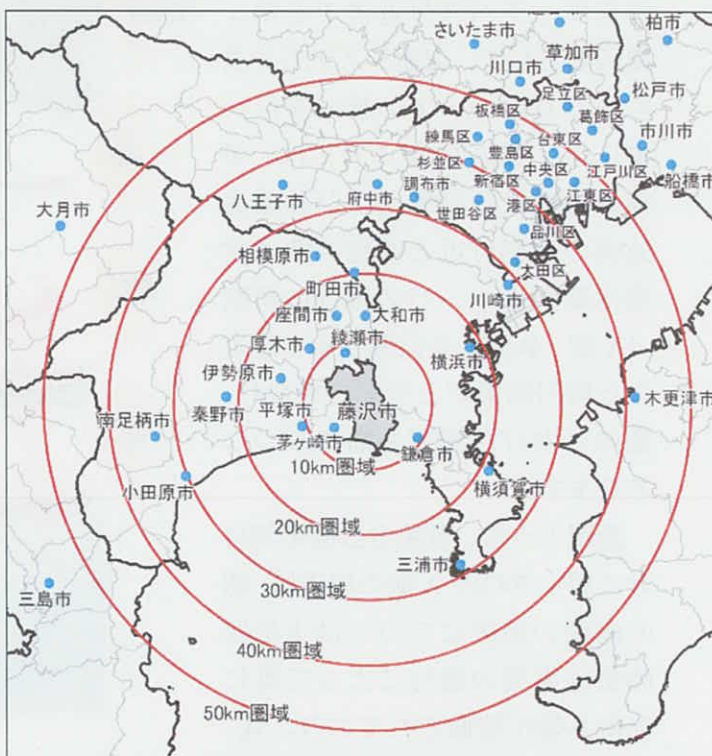 さいたま市
柏市
草加市
川口市
足立区
松戸市
板橋区
葛飾区
練馬区
台東区
市川市
豊島区
杉並区
新宿区
中央区
江戸川区
船橋市
調布市
江東区
八王子市
府中市
世田谷区
港区
大月市
品川区
相模原市
大田区
町田市
川崎市
座間市
大和市
綾瀬市
厚木市
横浜市
伊勢原市
秦野市
平塚市
藤沢市
木更津市
南足柄市
茅ヶ崎市
鎌倉市
10km圏域
小田原市
横須賀市
20km圏域
三浦市
30km圏域
三島市
40km圏域
50km圏域